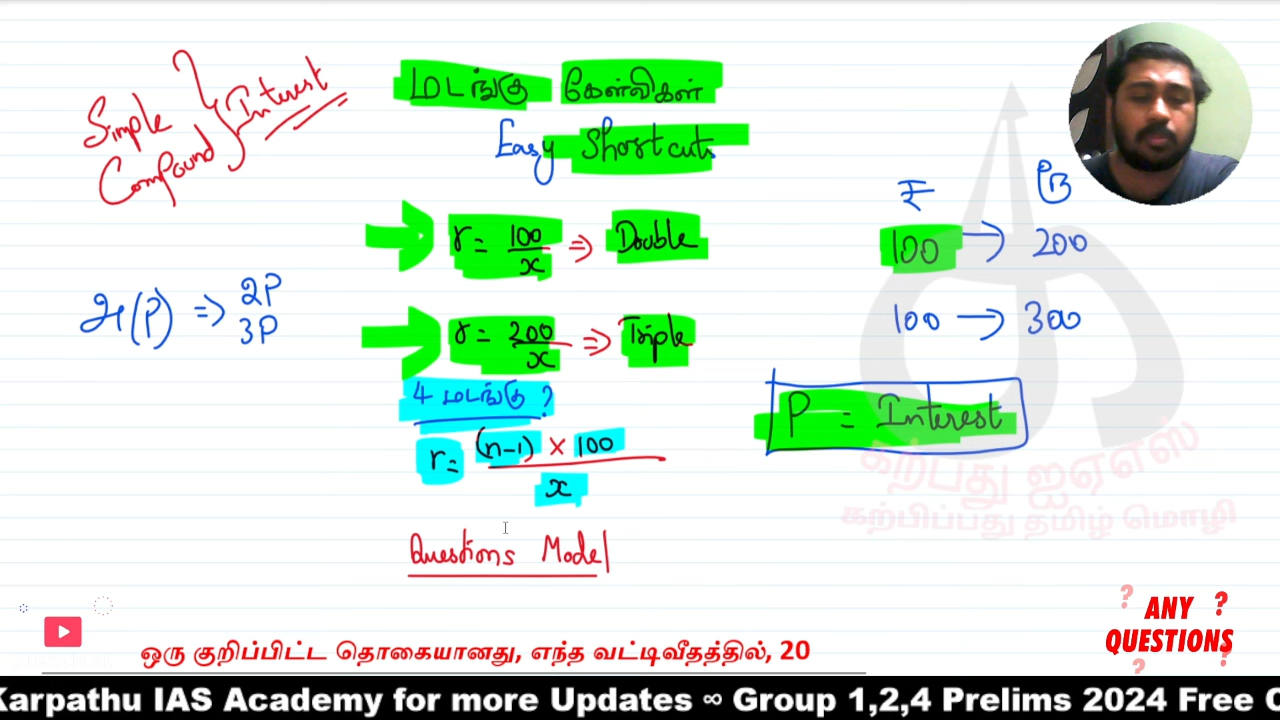 Simple
Compound } Interest
மடங்கு கேள்விகள்
Easy Shortcuts
r = 100/x ⇒ Double
r = 200/x ⇒ Triple
4 மடங்கு ?
r = (n-1) × 100 / x
Questions Model
(P) ⇒ 2P
3P
₹
100 → 200
100 → 300
P = Interest
கற்பது ஐஏஎஸ்
கற்பிப்பது தமிழ் மொழி
? ANY ?
QUESTIONS
? ?
ஒரு குறிப்பிட்ட தொகையானது, எந்த வட்டிவீதத்தில், 20
Karpathu IAS Academy for more Updates ∞ Group 1,2,4 Prelims 2024 Free C